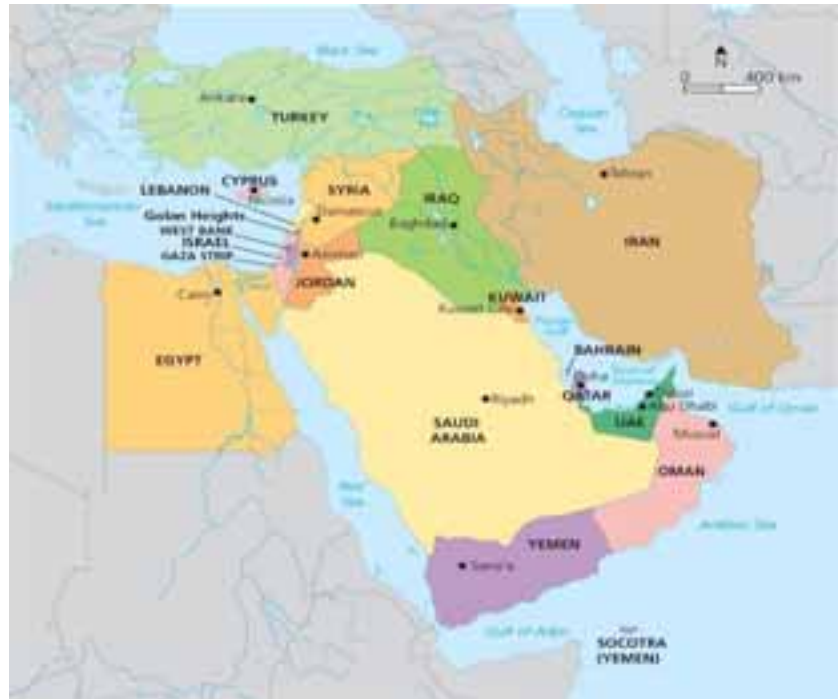 Black Sea
N
0 400 km
Ankara
TURKEY
Caspian
Sea
CYPRUS
Nicosia
LEBANON
SYRIA
Damascus
Golan Heights
WEST BANK
ISRAEL
GAZA STRIP
Amman
JORDAN
IRAQ
Baghdad
Tehran
IRAN
Cairo
EGYPT
KUWAIT
Kuwait City
BAHRAIN
Doha
QATAR
Dubai
Abu Dhabi
UAE
Gulf of Oman
Riyadh
SAUDI
ARABIA
Muscat
OMAN
Red
Sea
Arabian Sea
YEMEN
Sana'a
Gulf of Aden
SOCOTRA
(YEMEN)